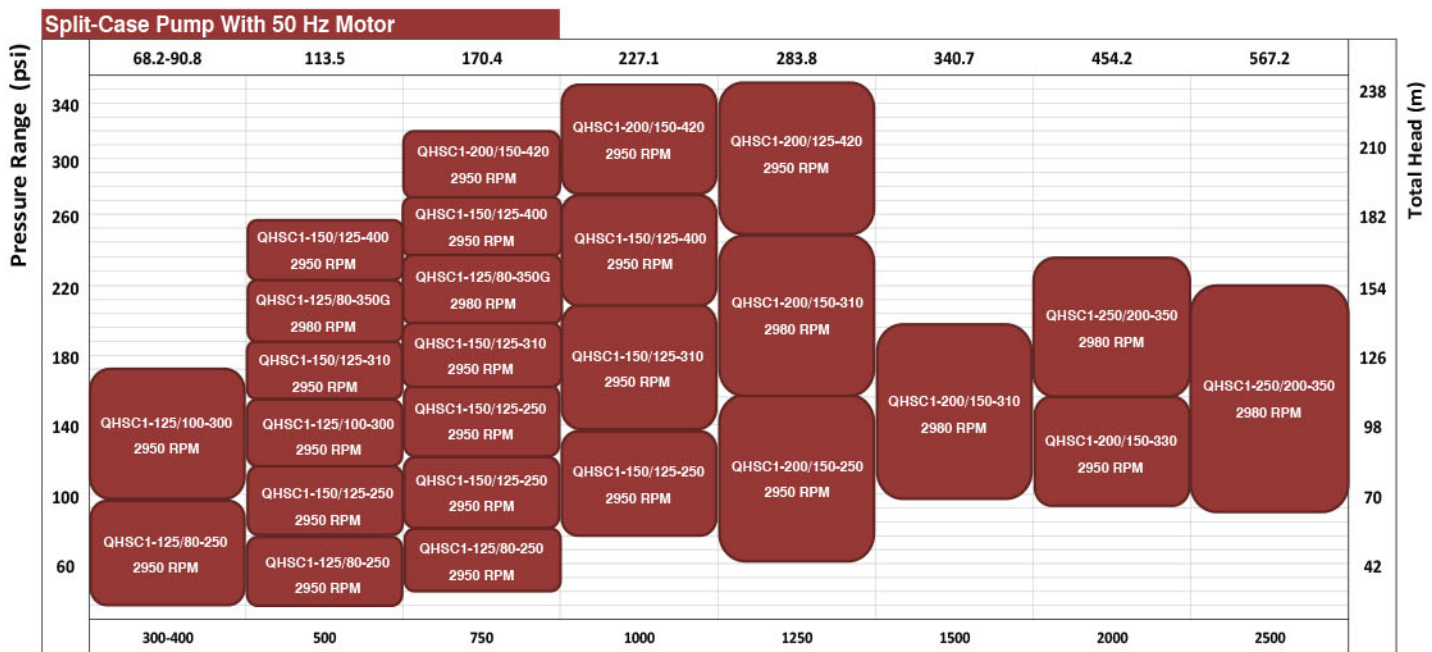 Split-Case Pump With 50 Hz Motor
Pressure Range (psi)
68.2-90.8 113.5 170.4 227.1 283.8 340.7 454.2 567.2
Total Head (m)
340
300
260
220
180
140
100
60
238
210
182
154
126
98
70
42
QHSC1-125/100-300
2950 RPM
QHSC1-125/80-250
2950 RPM
QHSC1-150/125-400
2950 RPM
QHSC1-125/80-350G
2980 RPM
QHSC1-150/125-310
2950 RPM
QHSC1-125/100-300
2950 RPM
QHSC1-150/125-250
2950 RPM
QHSC1-125/80-250
2950 RPM
QHSC1-200/150-420
2950 RPM
QHSC1-150/125-400
2950 RPM
QHSC1-125/80-350G
2980 RPM
QHSC1-150/125-310
2950 RPM
QHSC1-150/125-250
2950 RPM
QHSC1-150/125-250
2950 RPM
QHSC1-125/80-250
2950 RPM
QHSC1-200/150-420
2950 RPM
QHSC1-150/125-400
2950 RPM
QHSC1-150/125-310
2950 RPM
QHSC1-150/125-250
2950 RPM
QHSC1-200/125-420
2950 RPM
QHSC1-200/150-310
2980 RPM
QHSC1-200/150-250
2950 RPM
QHSC1-200/150-310
2980 RPM
QHSC1-250/200-350
2980 RPM
QHSC1-200/150-330
2950 RPM
QHSC1-250/200-350
2980 RPM
300-400 500 750 1000 1250 1500 2000 2500